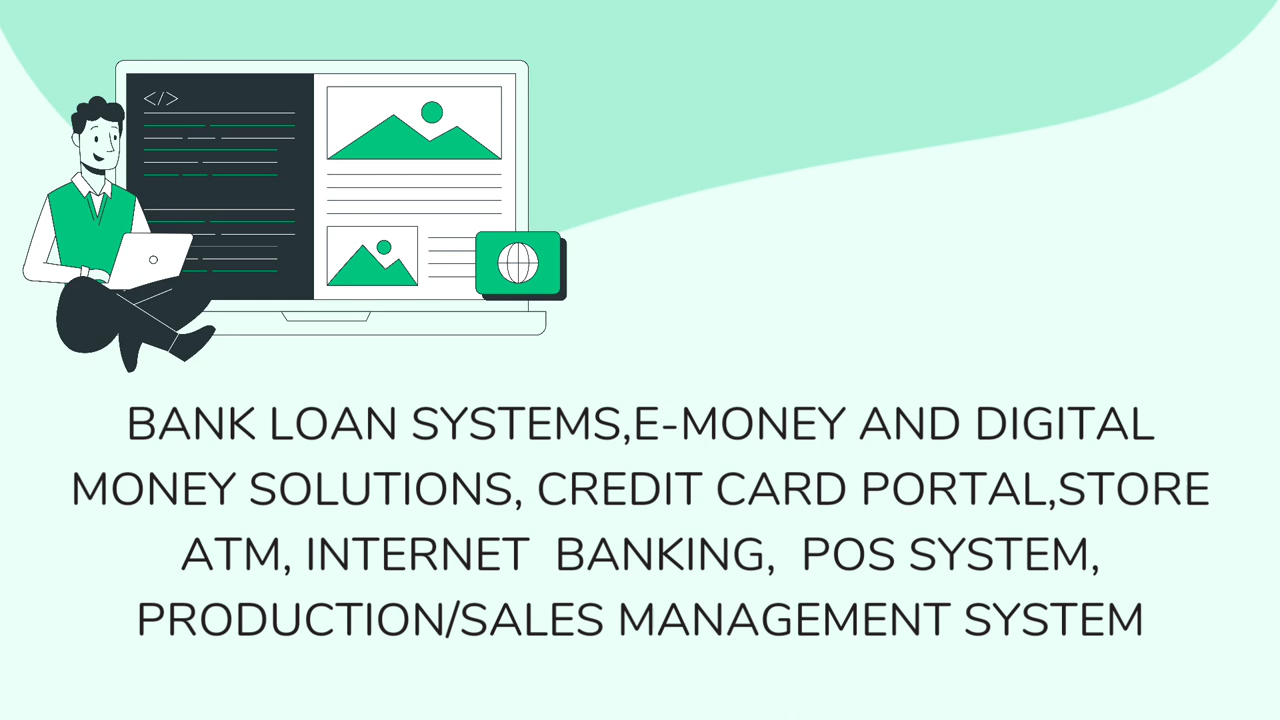 </>
BANK LOAN SYSTEMS,E-MONEY AND DIGITAL
MONEY SOLUTIONS, CREDIT CARD PORTAL,STORE
ATM, INTERNET  BANKING,  POS SYSTEM,
PRODUCTION/SALES MANAGEMENT SYSTEM